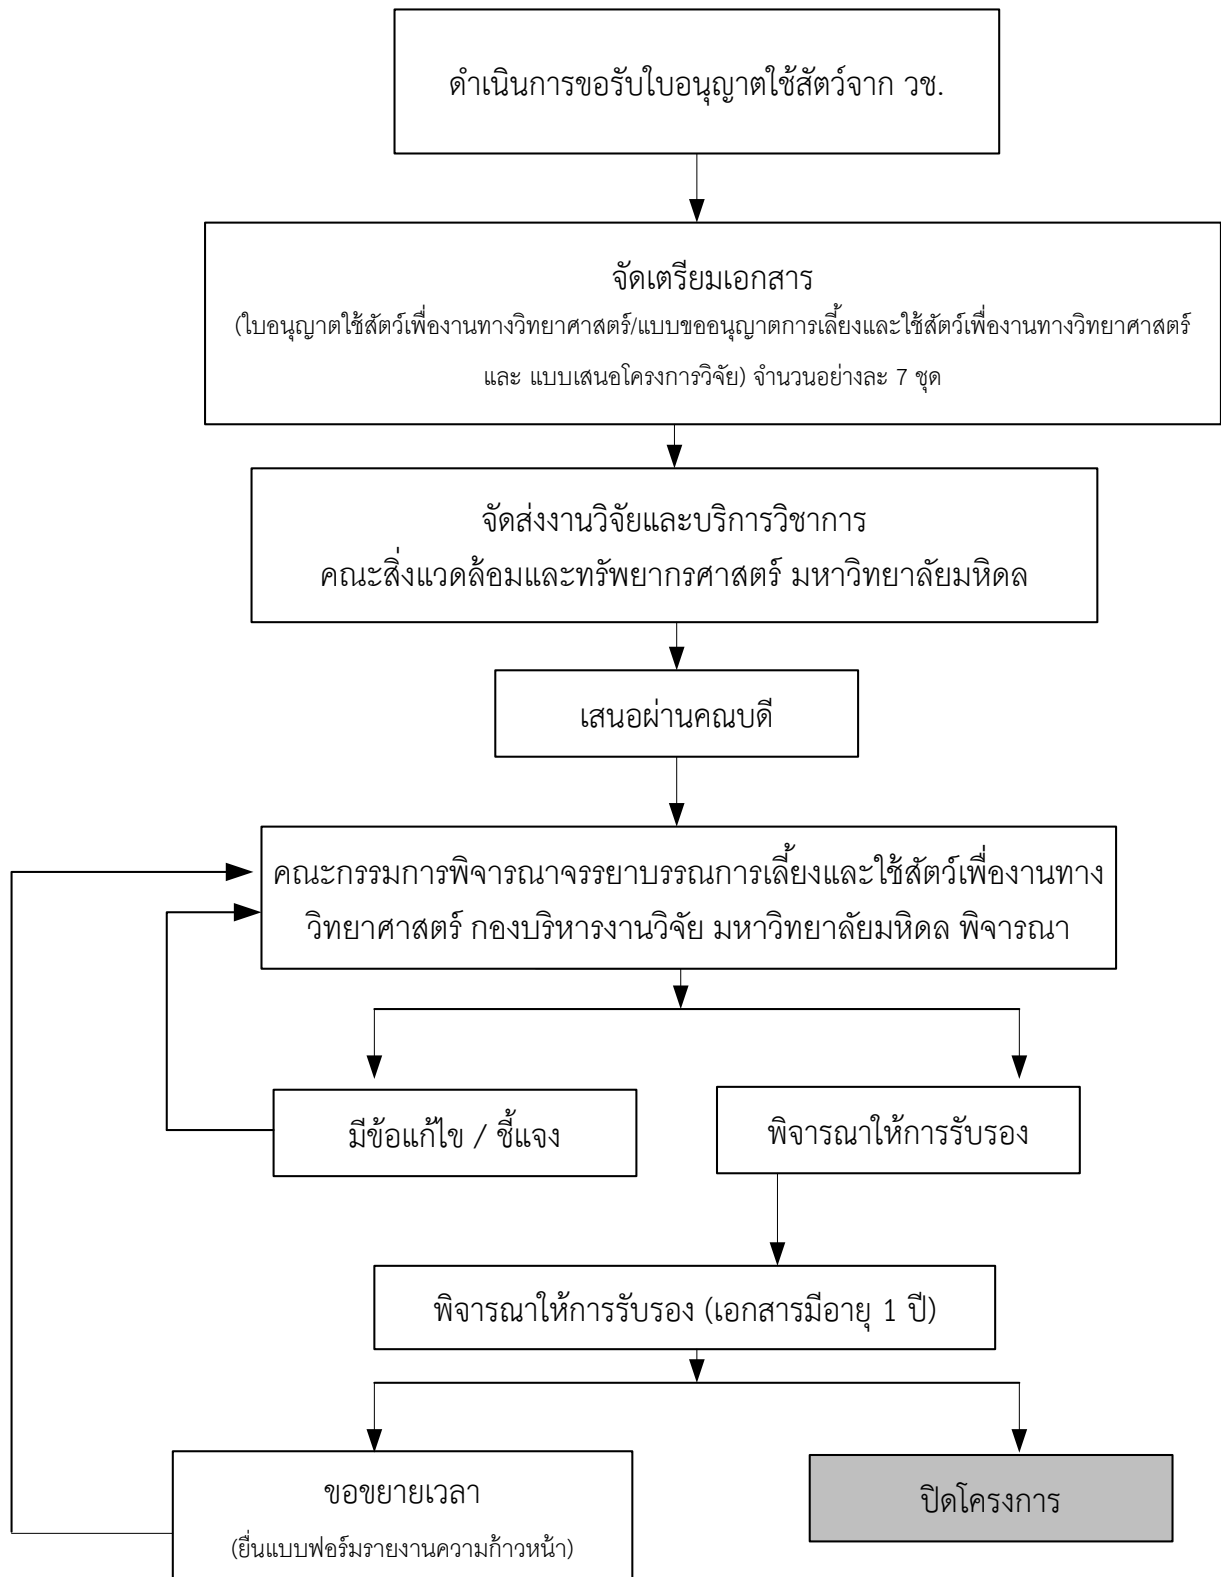 ดำเนินการขอรับใบอนุญาตใช้สัตว์จาก วช.
จัดเตรียมเอกสาร
(ใบอนุญาตใช้สัตว์เพื่องานทางวิทยาศาสตร์/แบบขออนุญาตการเลี้ยงและใช้สัตว์เพื่องานทางวิทยาศาสตร์
และ แบบเสนอโครงการวิจัย) จำนวนอย่างละ 7 ชุด
จัดส่งงานวิจัยและบริการวิชาการ
คณะสิ่งแวดล้อมและทรัพยากรศาสตร์ มหาวิทยาลัยมหิดล
เสนอผ่านคณบดี
คณะกรรมการพิจารณาจรรยาบรรณการเลี้ยงและใช้สัตว์เพื่องานทาง
วิทยาศาสตร์ กองบริหารงานวิจัย มหาวิทยาลัยมหิดล พิจารณา
มีข้อแก้ไข / ชี้แจง
พิจารณาให้การรับรอง
พิจารณาให้การรับรอง (เอกสารมีอายุ 1 ปี)
ขอขยายเวลา
(ยื่นแบบฟอร์มรายงานความก้าวหน้า)
ปิดโครงการ